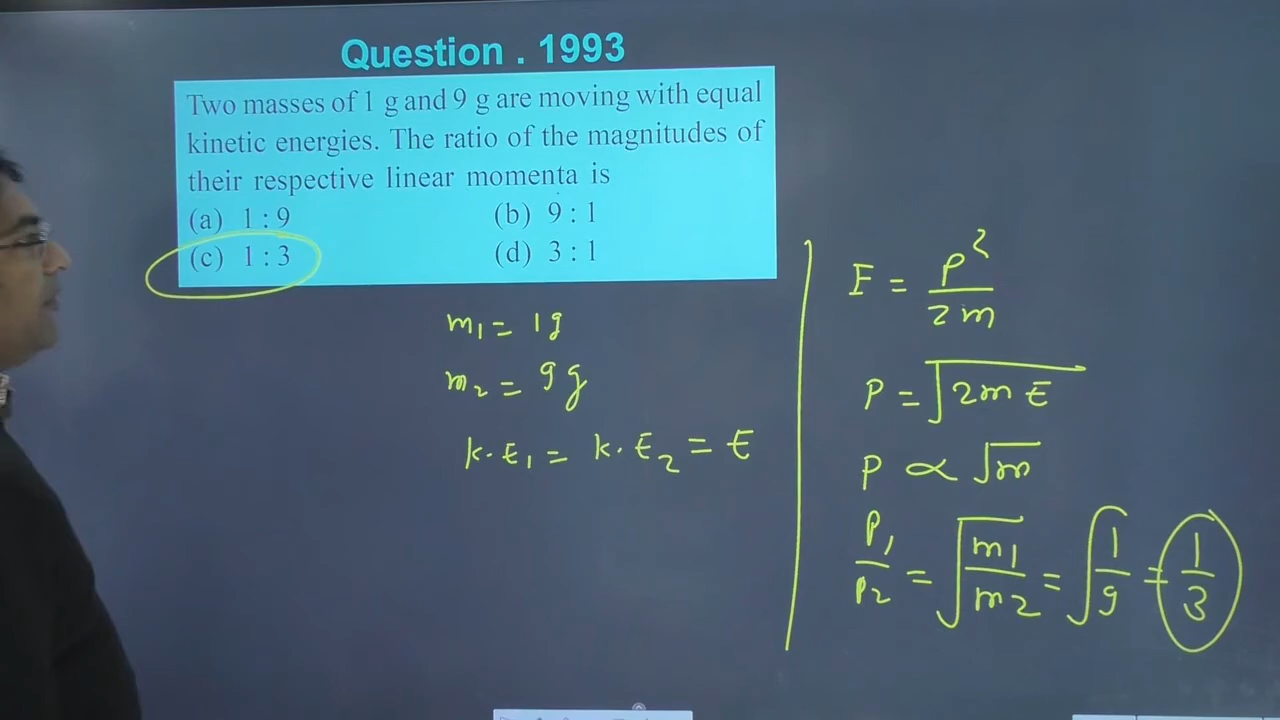 Question . 1993
Two masses of 1 g and 9 g are moving with equal
kinetic energies. The ratio of the magnitudes of
their respective linear momenta is
(a) 1 : 9 (b) 9 : 1
(c) 1 : 3 (d) 3 : 1
m₁ = 1g
m₂ = 9g
K.E₁ = K.E₂ = E
E = p²/2m
P = √2mE
P ∝ √m
P₁/P₂ = √m₁/m₂ = √1/9 = 1/3